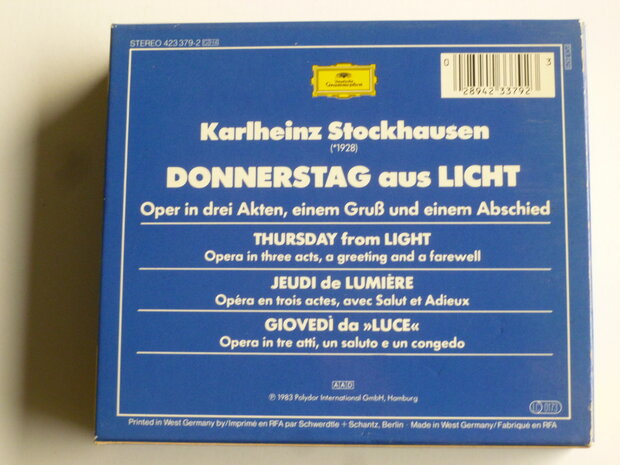 STEREO 423 379-2 GH4
Deutsche
Grammophon
0 28942 33792 3
Karlheinz Stockhausen
(*1928)
DONNERSTAG aus LICHT
Oper in drei Akten, einem Gruß und einem Abschied
THURSDAY from LIGHT
Opera in three acts, a greeting and a farewell
JEUDI de LUMIÈRE
Opéra en trois actes, avec Salut et Adieux
GIOVEDÌ da »LUCE«
Opera in tre atti, un saluto e un congedo
AAD
Ⓟ 1983 Polydor International GmbH, Hamburg
Printed in West Germany by/Imprimé en RFA par Schwerdtle + Schantz, Berlin · Made in West Germany/Fabriqué en RFA